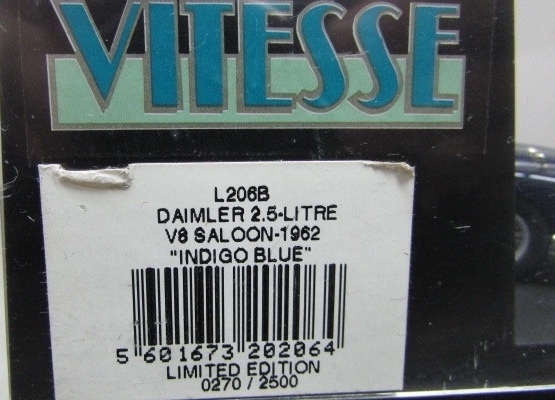 VITESSE
L206B
DAIMLER 2.5-LITRE
V8 SALOON-1962
"INDIGO BLUE"
5 601673 202064
LIMITED EDITION
0270 / 2500